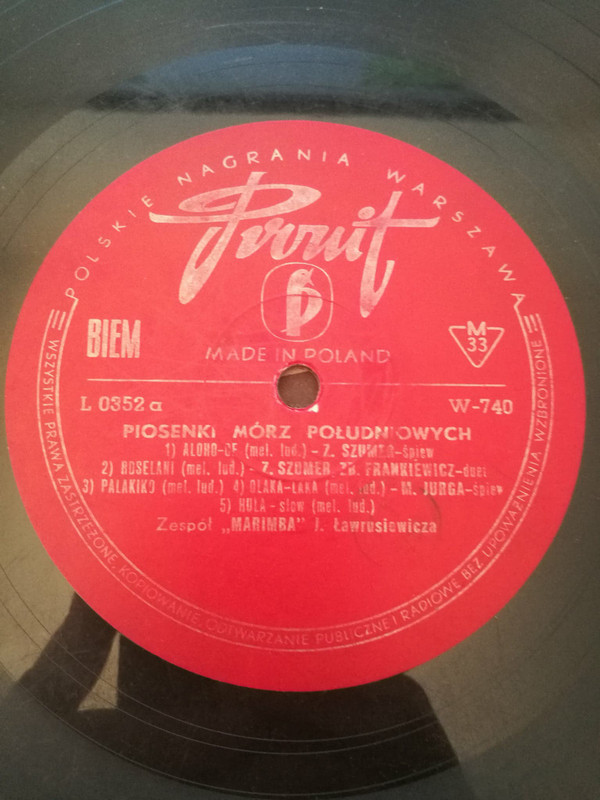 POLSKIE NAGRANIA WARSZAWA
Pronit
BIEM
MADE IN POLAND
M
33
L 0352 a
W-740
PIOSENKI MÓRZ POŁUDNIOWYCH
1) ALOHO-OE (mel. lud.) - Z. SZUMER-śpiew
2) ROSELANI (mel. lud.) - Z. SZUMER, ZB. FRANKIEWICZ-duet
3) PALAKIKO (mel. lud.) 4) OLAKA-LAKA (mel. lud.) - M. JURGA-śpiew
5) HULA - slow (mel. lud.)
Zespół „MARIMBA" J. Ławrusiewicza
WSZYSTKIE PRAWA ZASTRZEŻONE, KOPIOWANIE, ODTWARZANIE PUBLICZNE I RADIOWE BEZ UPOWAŻNIENIA WZBRONIONE